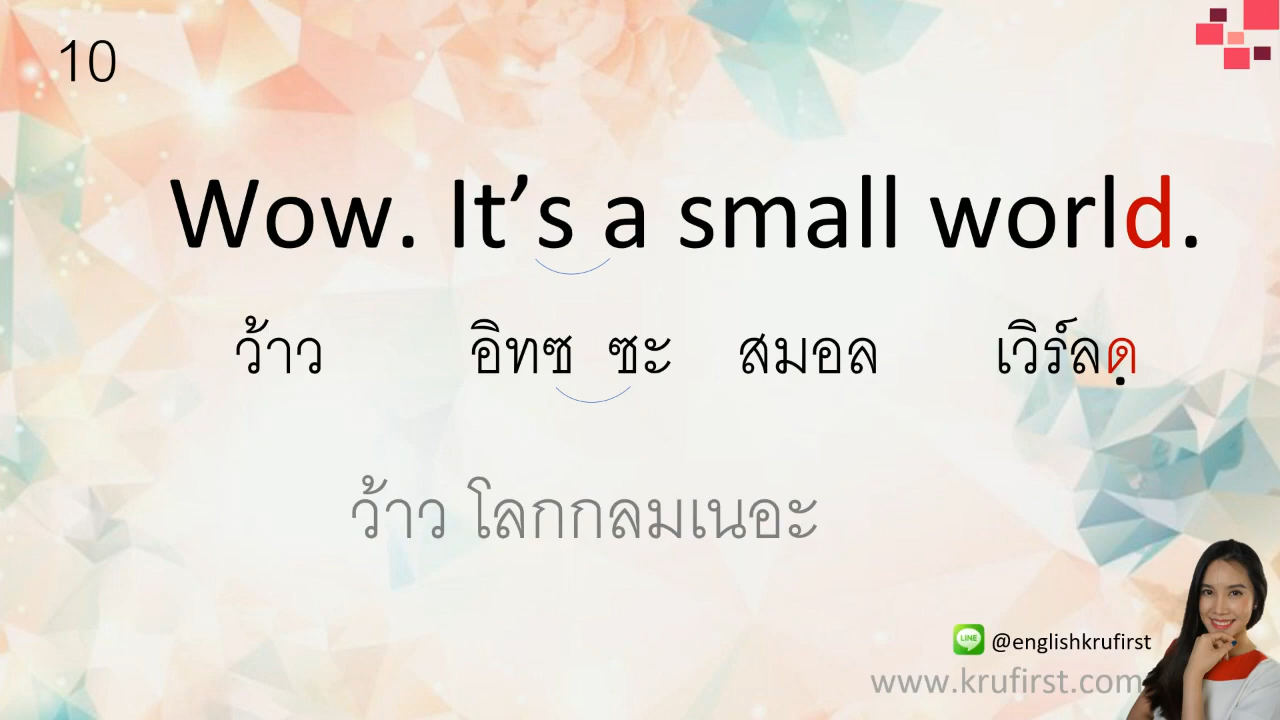 10
Wow. It’s a small world.
ว้าว อิทซ ซะ สมอล เวิร์ลดฺ
ว้าว โลกกลมเนอะ
LINE @englishkrufirst
www.krufirst.com